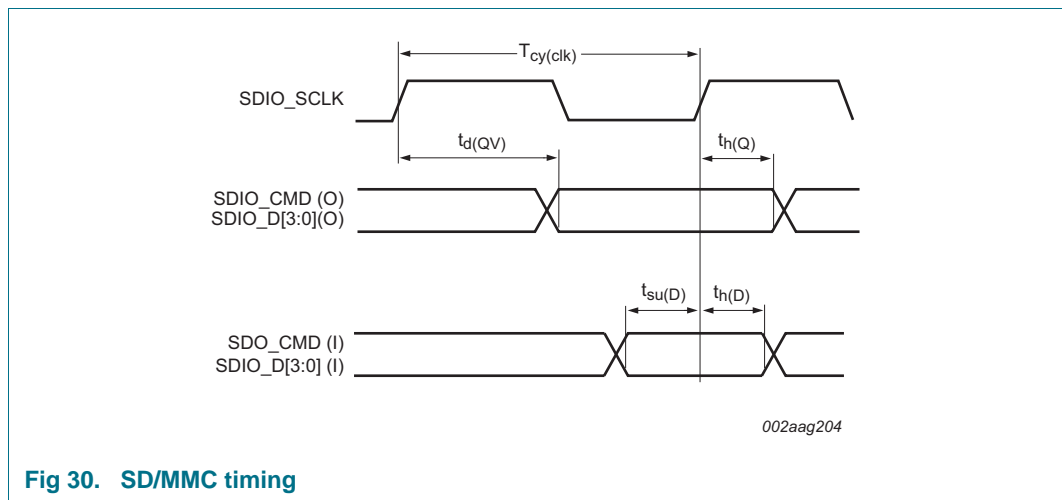 Tcy(clk)
SDIO_SCLK
td(QV)
th(Q)
SDIO_CMD (O)
SDIO_D[3:0](O)
tsu(D)
th(D)
SDO_CMD (I)
SDIO_D[3:0] (I)
002aag204
Fig 30. SD/MMC timing